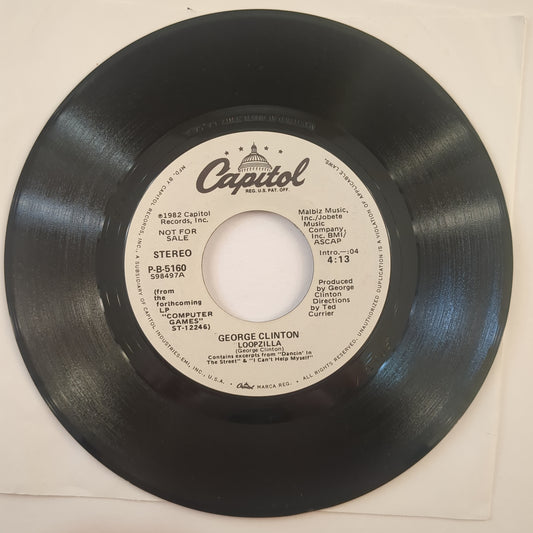 Capitol
REG. U.S. PAT. OFF.
℗1982 Capitol
Records, Inc.
NOT FOR
SALE
STEREO
P-B-5160
S98497A
(from
the
forthcoming
LP
"COMPUTER
GAMES"
ST-12246)
Malbiz Music,
Inc./Jobete
Music
Company,
Inc. BMI/
ASCAP
Intro.—:04
4:13
Produced by
George
Clinton
Directions
by Ted
Currier
GEORGE CLINTON
LOOPZILLA
(George Clinton)
Contains excerpts from "Dancin' In
The Street" & "I Can't Help Myself"
MFD. BY CAPITOL RECORDS, INC., A SUBSIDIARY OF CAPITOL INDUSTRIES-EMI, INC., U.S.A. • Capitol MARCA REG. • ALL RIGHTS RESERVED. UNAUTHORIZED DUPLICATION IS A VIOLATION OF APPLICABLE LAWS.